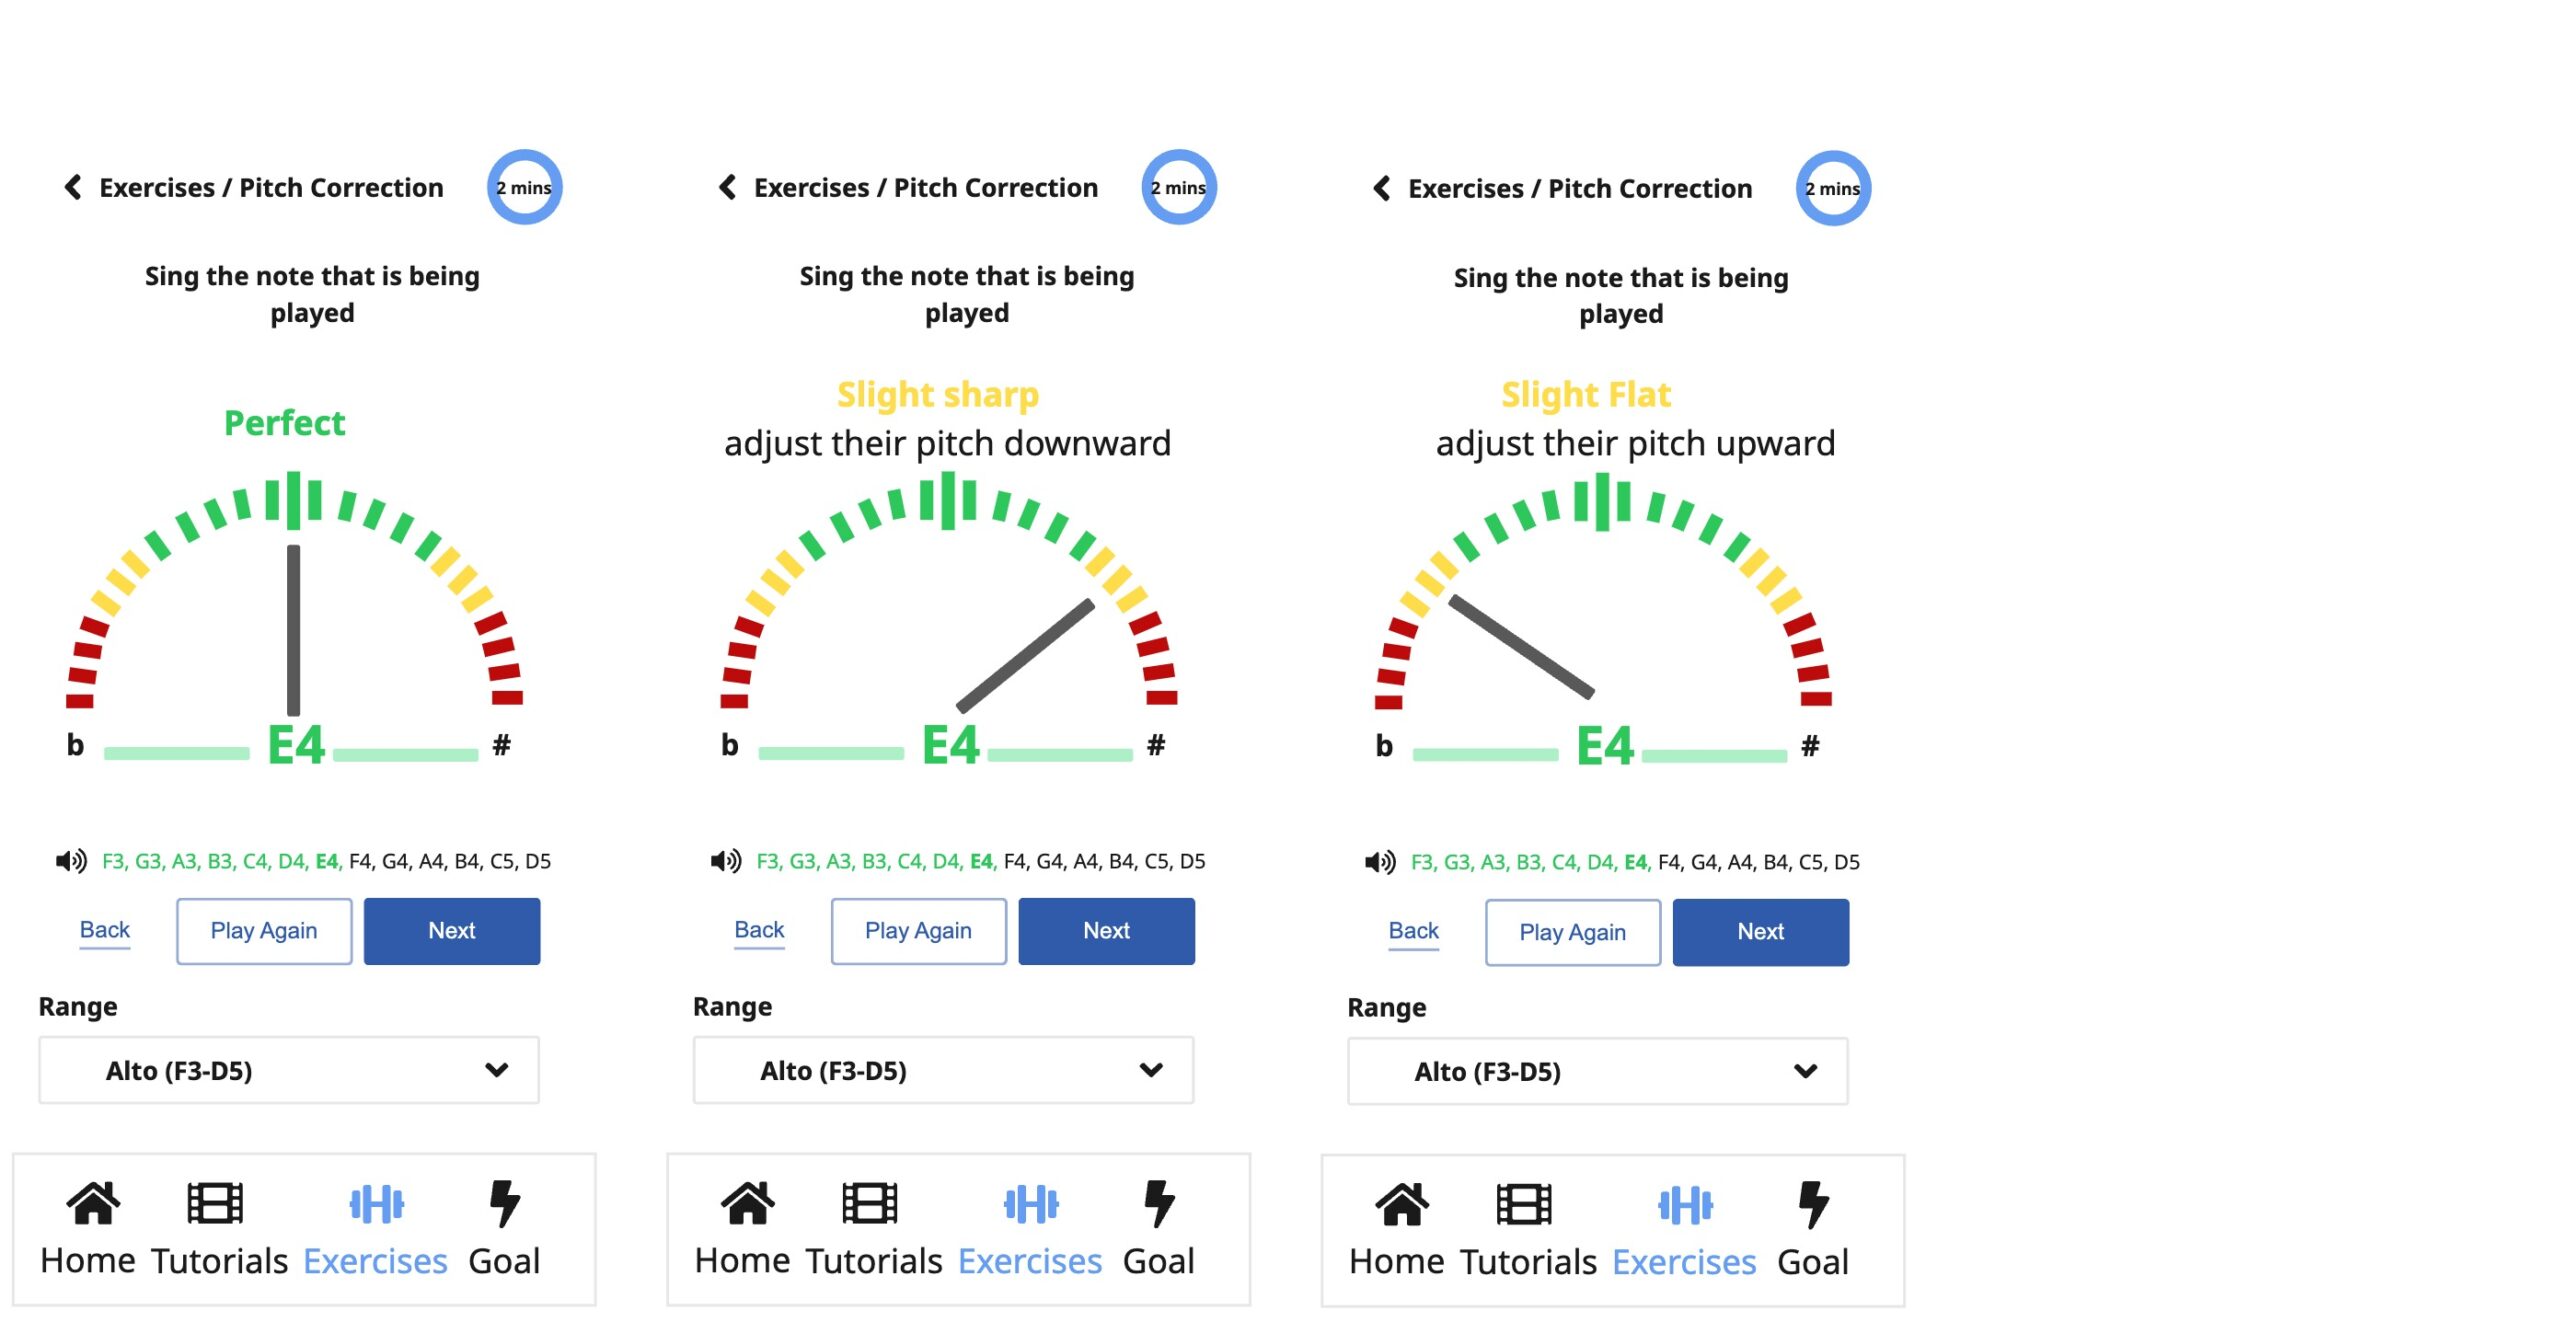 Exercises / Pitch Correction
2 mins
Sing the note that is being
played
Perfect
b
E4
#
F3, G3, A3, B3, C4, D4, E4, F4, G4, A4, B4, C5, D5
Back
Play Again
Next
Range
Alto (F3-D5)
Home
Tutorials
Exercises
Goal
Exercises / Pitch Correction
2 mins
Sing the note that is being
played
Slight sharp
adjust their pitch downward
b
E4
#
F3, G3, A3, B3, C4, D4, E4, F4, G4, A4, B4, C5, D5
Back
Play Again
Next
Range
Alto (F3-D5)
Home
Tutorials
Exercises
Goal
Exercises / Pitch Correction
2 mins
Sing the note that is being
played
Slight Flat
adjust their pitch upward
b
E4
#
F3, G3, A3, B3, C4, D4, E4, F4, G4, A4, B4, C5, D5
Back
Play Again
Next
Range
Alto (F3-D5)
Home
Tutorials
Exercises
Goal